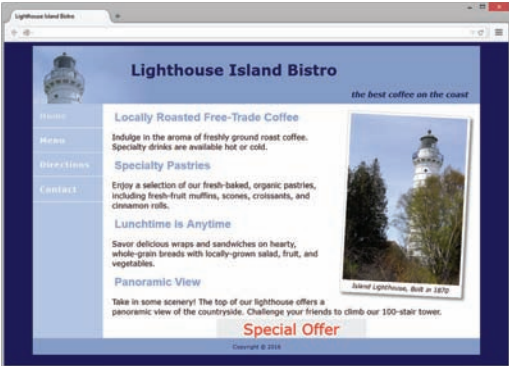 Lighthouse Island Bistro
Lighthouse Island Bistro
the best coffee on the coast
Home
Menu
Directions
Contact
Locally Roasted Free-Trade Coffee
Indulge in the aroma of freshly ground roast coffee.
Specialty drinks are available hot or cold.
Specialty Pastries
Enjoy a selection of our fresh-baked, organic pastries,
including fresh-fruit muffins, scones, croissants, and
cinnamon rolls.
Lunchtime is Anytime
Savor delicious wraps and sandwiches on hearty,
whole-grain breads with locally-grown salad, fruit, and
vegetables.
Panoramic View
Take in some scenery! The top of our lighthouse offers a
panoramic view of the countryside. Challenge your friends to climb our 100-stair tower.
Island Lighthouse, Built in 1870
Special Offer
Copyright © 2016